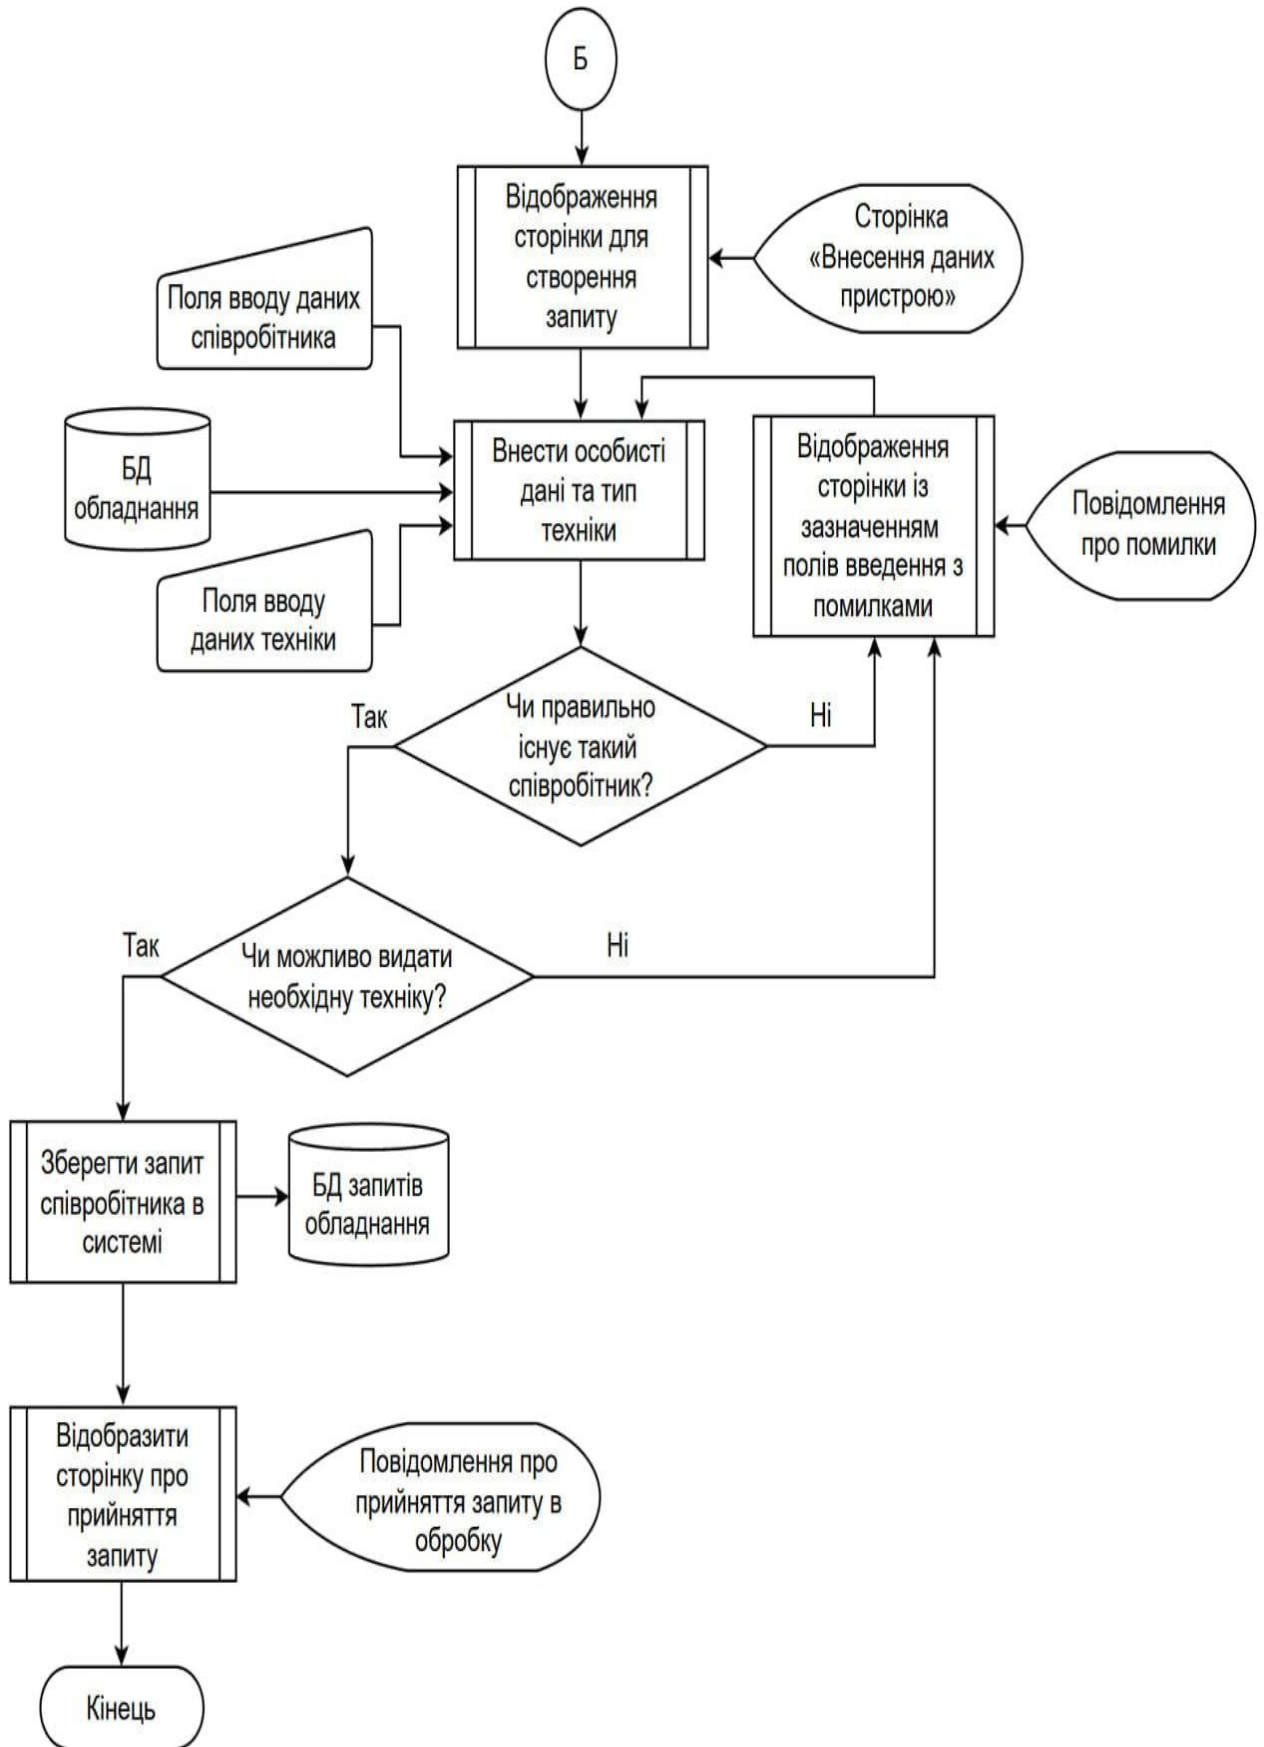 Б
Відображення
сторінки для
створення
запиту
Сторінка
«Внесення даних
пристрою»
Поля вводу даних
співробітника
БД
обладнання
Поля вводу
даних техніки
Внести особисті
дані та тип
техніки
Відображення
сторінки із
зазначенням
полів введення з
помилками
Повідомлення
про помилки
Чи правильно
існує такий
співробітник?
Так
Ні
Чи можливо видати
необхідну техніку?
Так
Ні
Зберегти запит
співробітника в
системі
БД запитів
обладнання
Відобразити
сторінку про
прийняття
запиту
Повідомлення про
прийняття запиту в
обробку
Кінець